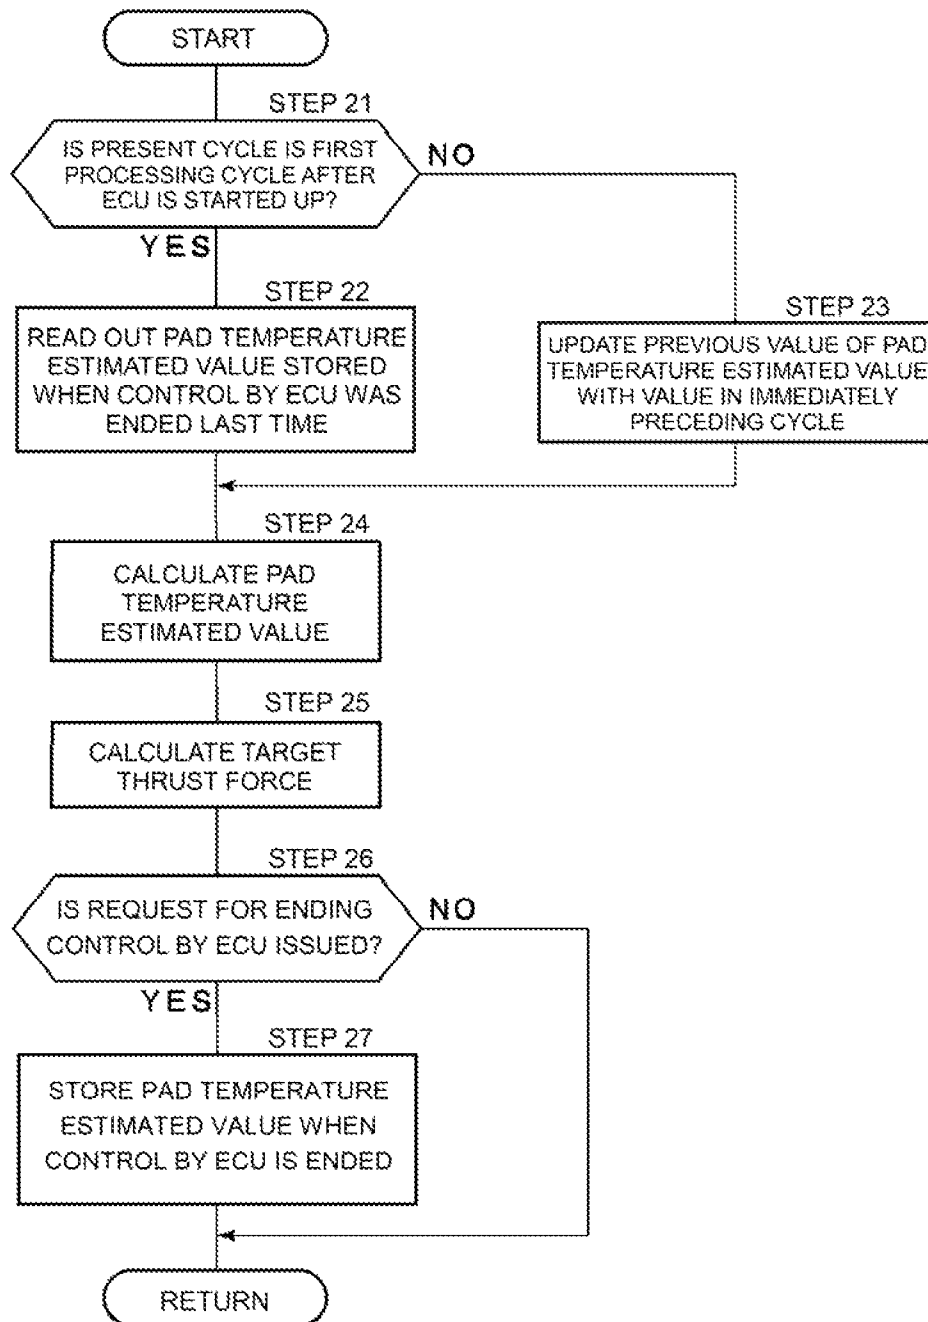 START
STEP 21
IS PRESENT CYCLE IS FIRST
PROCESSING CYCLE AFTER
ECU IS STARTED UP?
NO
YES
STEP 22
READ OUT PAD TEMPERATURE
ESTIMATED VALUE STORED
WHEN CONTROL BY ECU WAS
ENDED LAST TIME
STEP 23
UPDATE PREVIOUS VALUE OF PAD
TEMPERATURE ESTIMATED VALUE
WITH VALUE IN IMMEDIATELY
PRECEDING CYCLE
STEP 24
CALCULATE PAD
TEMPERATURE
ESTIMATED VALUE
STEP 25
CALCULATE TARGET
THRUST FORCE
STEP 26
IS REQUEST FOR ENDING
CONTROL BY ECU ISSUED?
NO
YES
STEP 27
STORE PAD TEMPERATURE
ESTIMATED VALUE WHEN
CONTROL BY ECU IS ENDED
RETURN